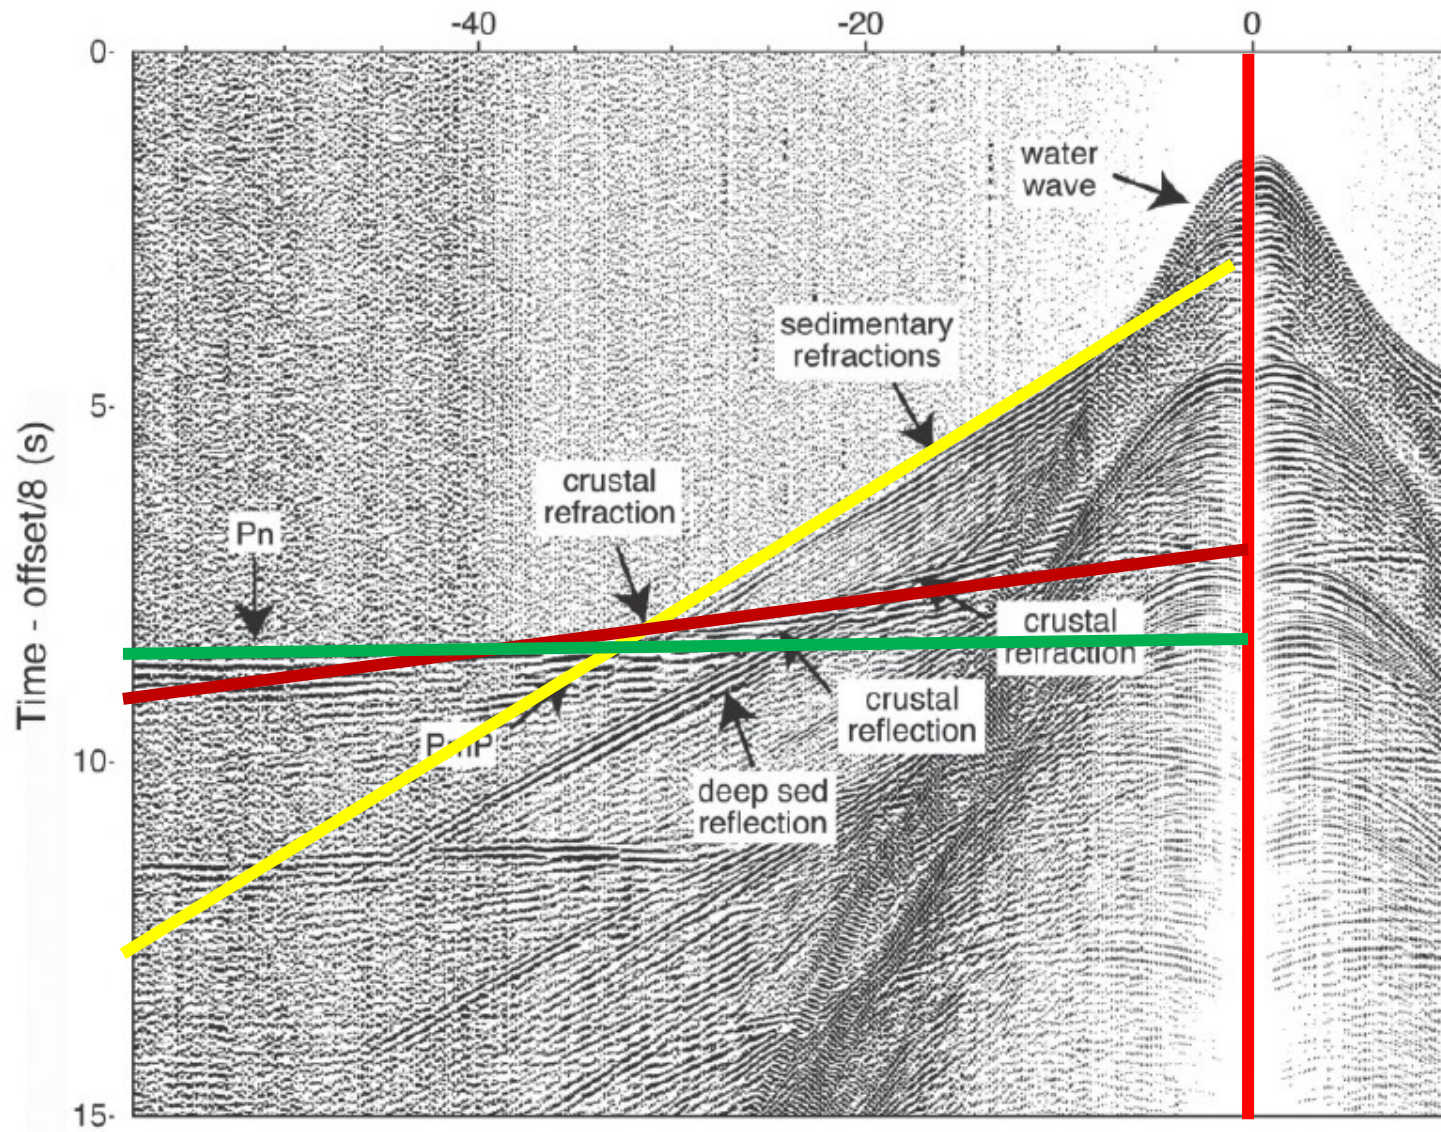 -40
-20
0
0-
5-
10-
15-
Time - offset/8 (s)
water
wave
sedimentary
refractions
crustal
refraction
Pn
crustal
refraction
crustal
reflection
PmP
deep sed
reflection